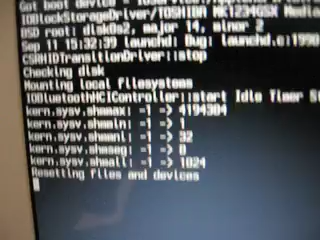 Got boot device =
IOBlockStorageDriver/TOSHIBA MK1234GSX
BSD root: disk0s2, major 14, minor 2
Sep 11 15:32:39 launchd: Bug: launchd.c:1990
CSRHIDTransitionDriver::stop
Checking disk
Mounting local filesystems
IOBluetoothHCIController::start Idle Timer
kern.sysv.shmmax: -1 -> 4194304
kern.sysv.shmmin: -1 -> 1
kern.sysv.shmmni: -1 -> 32
kern.sysv.shmseg: -1 -> 8
kern.sysv.shmall: -1 -> 1024
Resetting files and devices